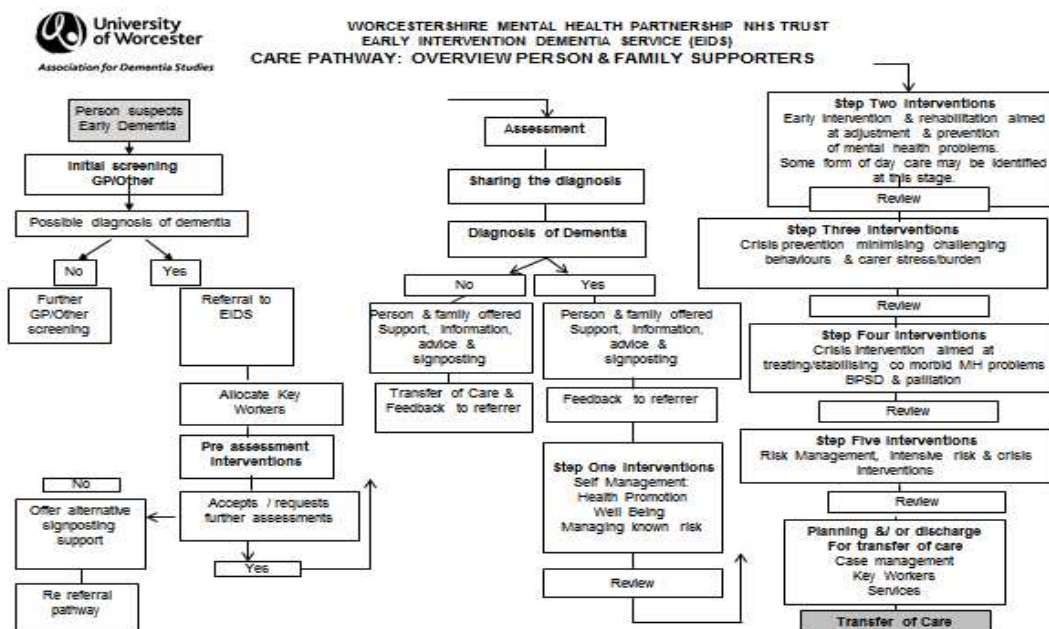 University
of Worcester
Association for Dementia Studies
WORCESTERSHIRE MENTAL HEALTH PARTNERSHIP NHS TRUST
EARLY INTERVENTION DEMENTIA SERVICE (EIDS)
CARE PATHWAY: OVERVIEW PERSON & FAMILY SUPPORTERS
Person suspects
Early Dementia
Initial screening
GP/Other
Possible diagnosis of dementia
No
Yes
Further
GP/Other
screening
Referral to
EIDS
Allocate Key
Workers
Pre assessment
Interventions
No
Offer alternative
signposting
support
Accepts / requests
further assessments
Yes
Re referral
pathway
Assessment
Sharing the diagnosis
Diagnosis of Dementia
No
Yes
Person & family offered
Support, Information,
advice &
signposting
Person & family offered
Support, Information,
advice &
signposting
Transfer of Care &
Feedback to referrer
Feedback to referrer
Step One Interventions
Self Management:
Health Promotion
Well Being
Managing known risk
Review
Step Two Interventions
Early Intervention & rehabilitation aimed
at adjustment & prevention
of mental health problems.
Some form of day care may be identified
at this stage.
Review
Step Three Interventions
Crisis prevention minimising challenging
behaviours & carer stress/burden
Review
Step Four Interventions
Crisis Intervention aimed at
treating/stabilising co morbid MH problems
BPSD & palliation
Review
Step Five Interventions
Risk Management, Intensive risk & crisis
Interventions
Review
Planning &/ or discharge
For transfer of care
Case management
Key Workers
Services
Transfer of Care